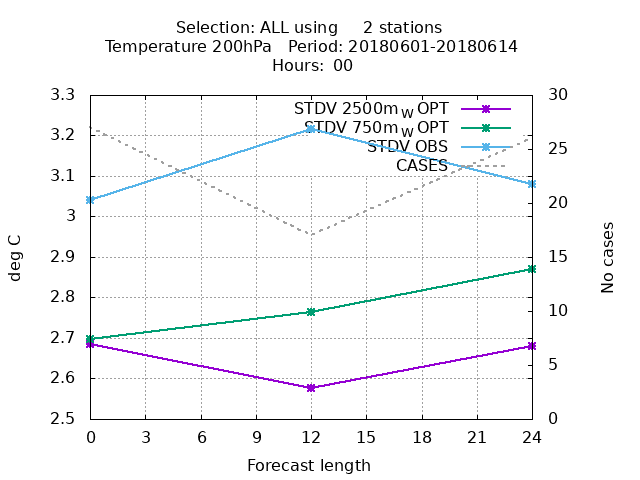 Selection: ALL using     2 stations
Temperature 200hPa   Period: 20180601-20180614
Hours:  00
STDV 2500m_W OPT
STDV 750m_W OPT
STDV OBS
CASES
3.3
3.2
3.1
3
2.9
2.8
2.7
2.6
2.5
30
25
20
15
10
5
0
deg C
No cases
0 3 6 9 12 15 18 21 24
Forecast length